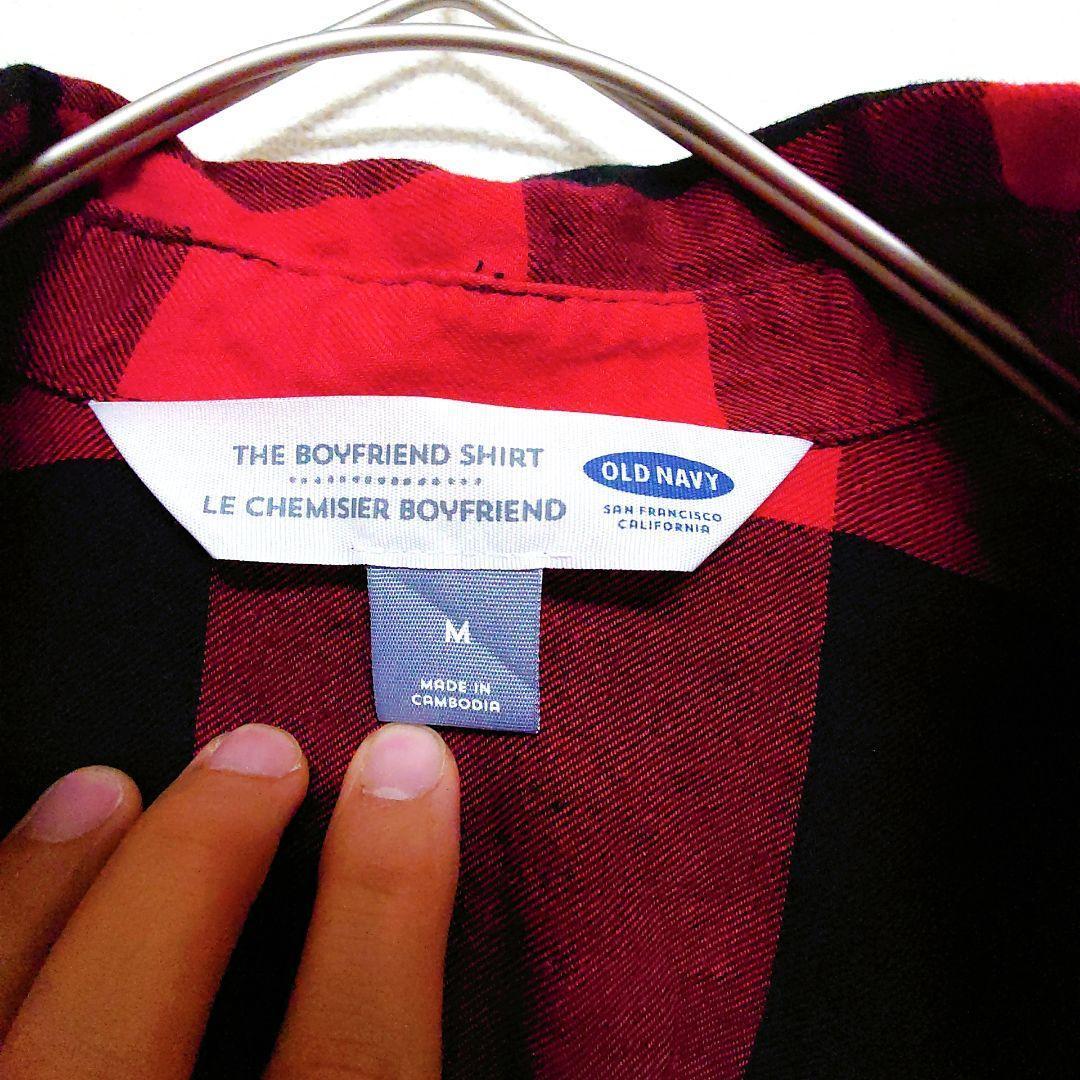 THE BOYFRIEND SHIRT
LE CHEMISIER BOYFRIEND
OLD NAVY
SAN FRANCISCO
CALIFORNIA
M
MADE IN
CAMBODIA